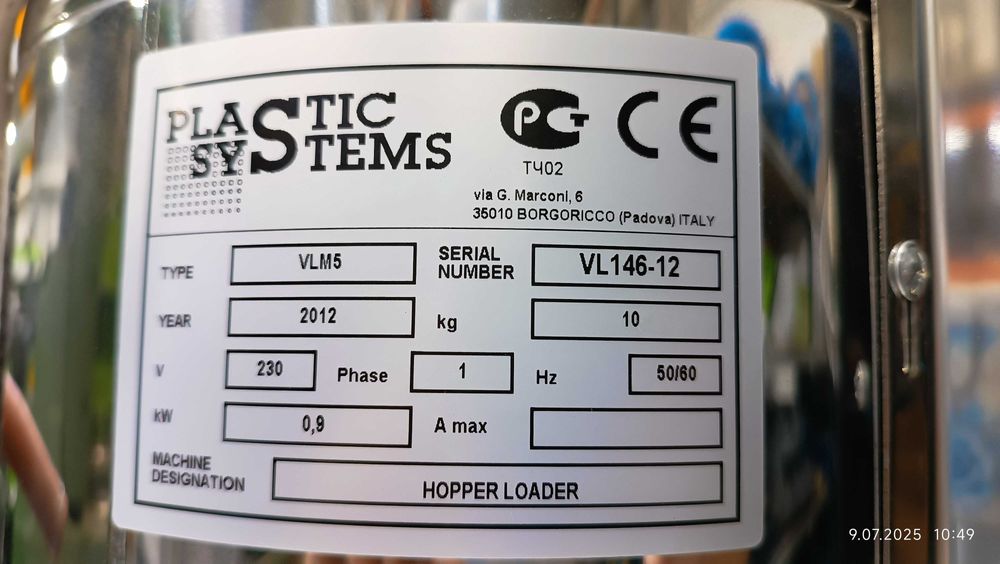 PLASTIC
SYSTEMS
PCT
TЧ02
CE
via G. Marconi, 6
35010 BORGORICCO (Padova) ITALY
TYPE VLM5 SERIAL NUMBER VL146-12
YEAR 2012 kg 10
V 230 Phase 1 Hz 50/60
kW 0,9 A max
MACHINE DESIGNATION HOPPER LOADER
9.07.2025 10:49